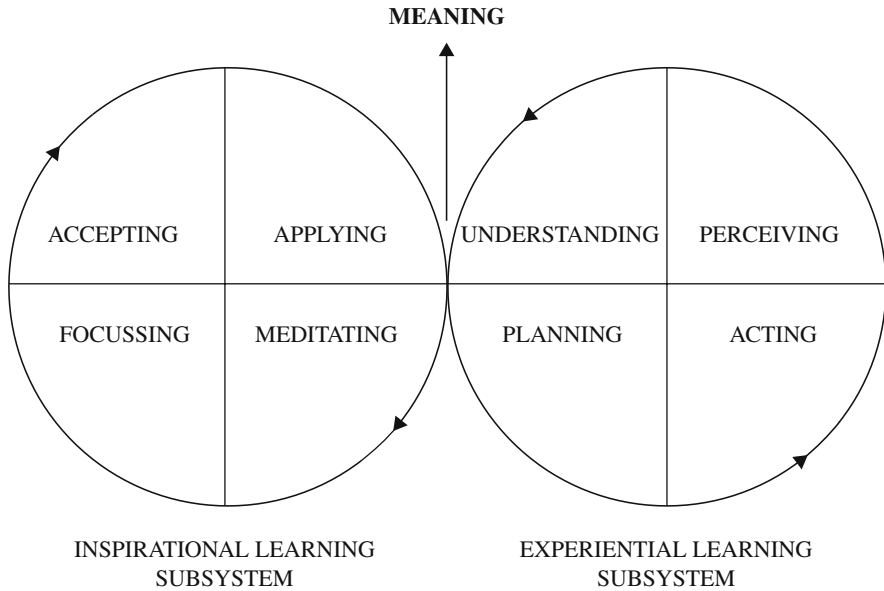 MEANING
ACCEPTING APPLYING UNDERSTANDING PERCEIVING
FOCUSSING MEDITATING PLANNING ACTING
INSPIRATIONAL LEARNING
SUBSYSTEM
EXPERIENTIAL LEARNING
SUBSYSTEM